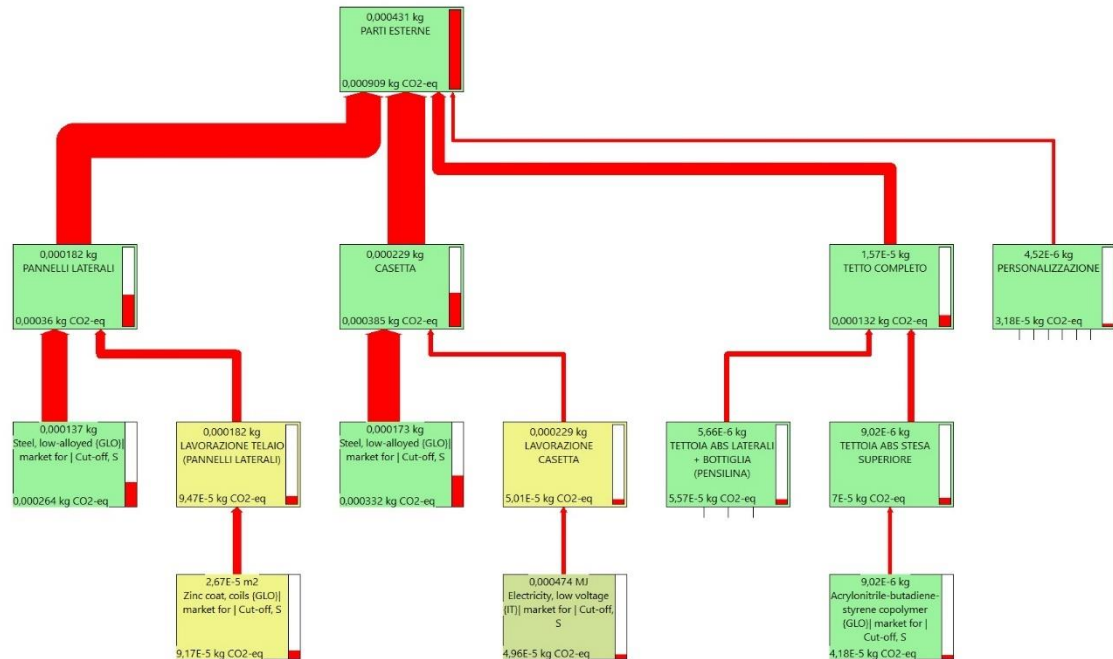 0,000431 kg
PARTI ESTERNE
0,000909 kg CO2-eq
0,000182 kg
PANNELLI LATERALI
0,00036 kg CO2-eq
0,000229 kg
CASETTA
0,000385 kg CO2-eq
1,57E-5 kg
TETTO COMPLETO
0,000132 kg CO2-eq
4,52E-6 kg
PERSONALIZZAZIONE
3,18E-5 kg CO2-eq
0,000137 kg
Steel, low-alloyed {GLO}|
market for | Cut-off, S
0,000264 kg CO2-eq
0,000182 kg
LAVORAZIONE TELAIO
(PANNELLI LATERALI)
9,47E-5 kg CO2-eq
0,000173 kg
Steel, low-alloyed {GLO}|
market for | Cut-off, S
0,000332 kg CO2-eq
0,000229 kg
LAVORAZIONE
CASETTA
5,01E-5 kg CO2-eq
5,66E-6 kg
TETTOIA ABS LATERALI
+ BOTTIGLIA
(PENSILINA)
5,57E-5 kg CO2-eq
9,02E-6 kg
TETTOIA ABS STESA
SUPERIORE
7E-5 kg CO2-eq
2,67E-5 m2
Zinc coat, coils {GLO}|
market for | Cut-off, S
9,17E-5 kg CO2-eq
0,000474 MJ
Electricity, low voltage
{IT}| market for | Cut-off,
S
4,96E-5 kg CO2-eq
9,02E-6 kg
Acrylonitrile-butadiene-
styrene copolymer
{GLO}| market for |
Cut-off, S
4,18E-5 kg CO2-eq